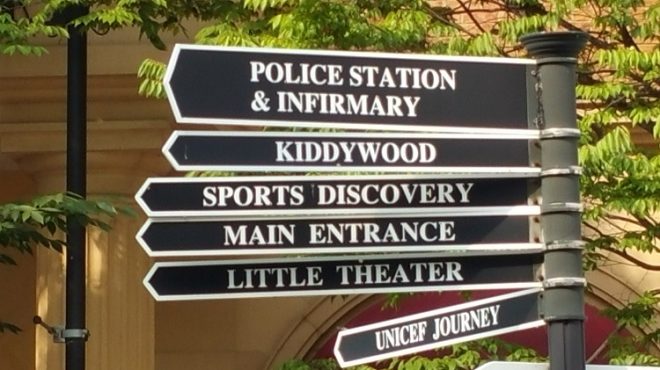 POLICE STATION
& INFIRMARY
KIDDYWOOD
SPORTS DISCOVERY
MAIN ENTRANCE
LITTLE THEATER
UNICEF JOURNEY